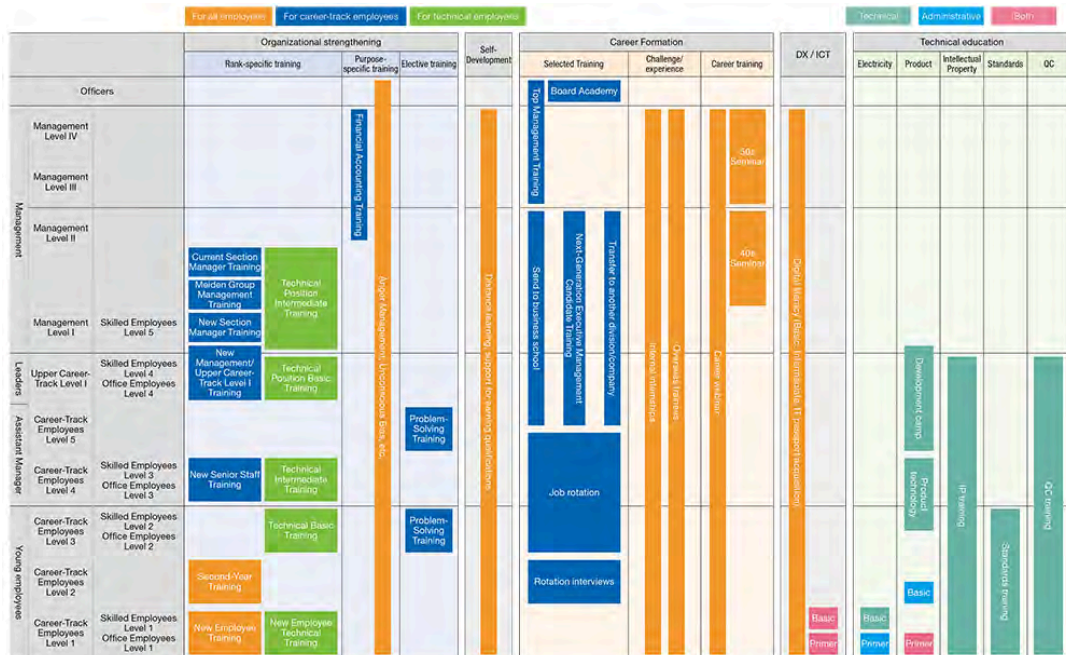 For all employees
For career-track employees
For technical employees
Technical
Administrative
Both
Organizational strengthening
Self-
Development
Career Formation
DX / ICT
Technical education
Rank-specific training
Purpose-
specific training
Elective training
Selected Training
Challenge/
experience
Career training
Electricity
Product
Intellectual
Property
Standards
QC
Officers
Management
Management
Level IV
Management
Level III
Management
Level II
Management
Level I
Skilled Employees
Level 5
Leaders
Upper Career-
Track Level I
Skilled Employees
Level 4
Office Employees
Level 4
Assistant Manager
Career-Track
Employees
Level 5
Career-Track
Employees
Level 4
Skilled Employees
Level 3
Office Employees
Level 3
Young employees
Career-Track
Employees
Level 3
Skilled Employees
Level 2
Office Employees
Level 2
Career-Track
Employees
Level 2
Career-Track
Employees
Level 1
Skilled Employees
Level 1
Office Employees
Level 1
Current Section
Manager Training
Meiden Group
Management
Training
New Section
Manager Training
New
Management/
Upper Career-
Track Level I
Training
New Senior Staff
Training
Second-Year
Training
New Employee
Training
Technical
Position
Intermediate
Training
Technical
Position Basic
Training
Technical
Intermediate
Training
Technical Basic
Training
New Employee
Technical
Training
Financial Accounting Training
Anger Management, Unconscious Bias, etc.
Problem-
Solving
Training
Problem-
Solving
Training
Distance learning, support for earning qualifications
Top Management Training
Board Academy
Send to business school
Next-Generation Executive Management
Candidate Training
Transfer to another division/company
Job rotation
Rotation interviews
Internal internships
Overseas trainees
Career webinar
50s
Seminar
40s
Seminar
Digital literacy (Basic, Intermediate, IT passport acquisition)
Basic
Primer
Basic
Primer
Development camp
Product
technology
Basic
Primer
IP training
Standards training
QC training